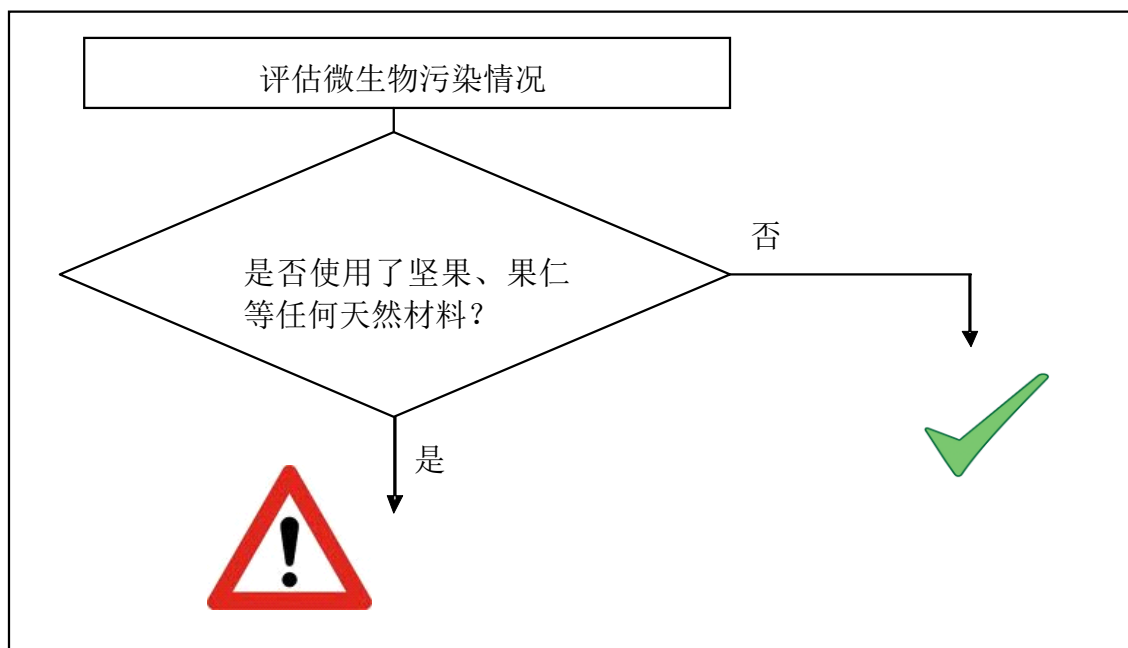 评估微生物污染情况
否
是否使用了坚果、果仁
等任何天然材料？
是